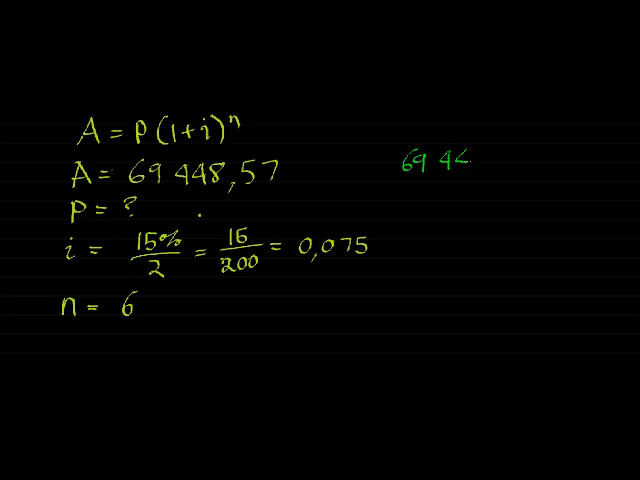 A = P(1+i)^n
A = 69 448,57
69 44
P = ?
i = 15%/2 = 15/200 = 0,075
n = 6